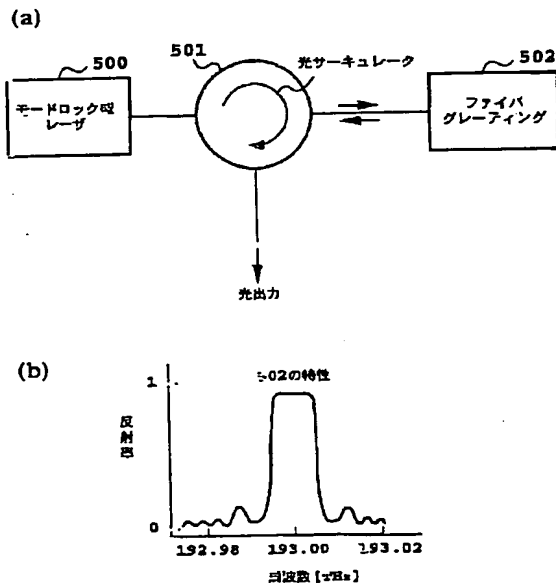 (a)
500
モードロック型
レーザ
501
光サーキュレータ
502
ファイバ
グレーティング
光出力
(b)
502の特性
1
反射率
0
192.98
193.00
193.02
周波数 [THz]